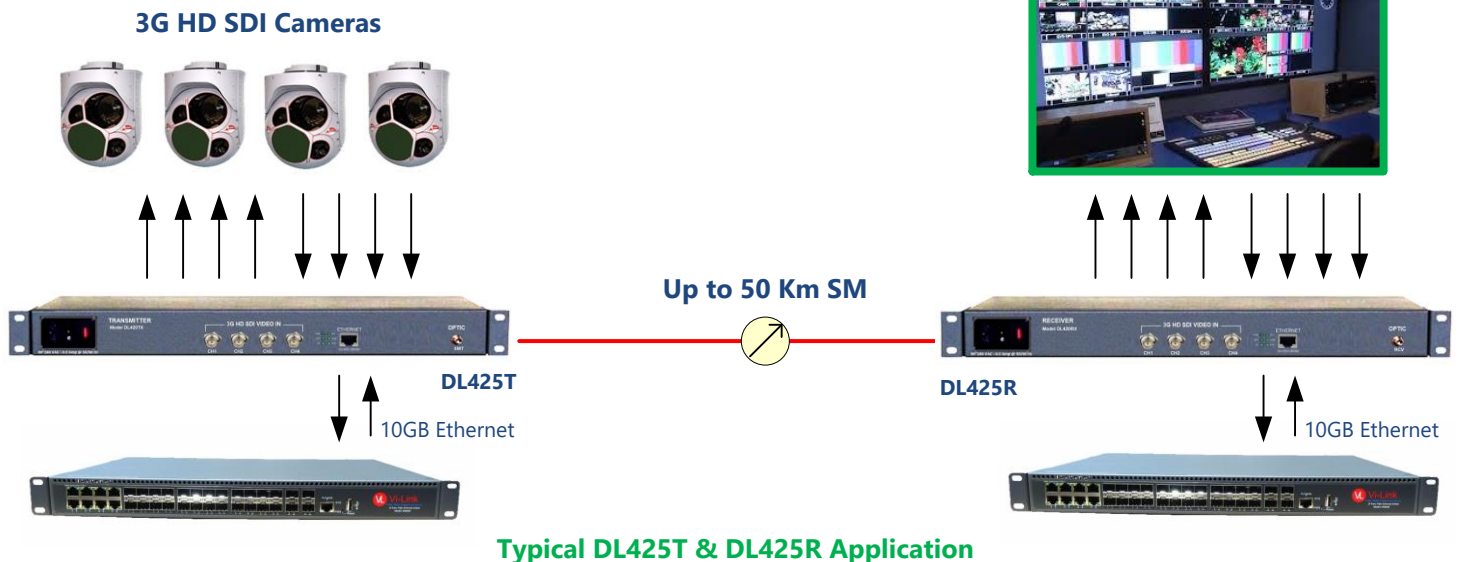 3G HD SDI Cameras
Up to 50 Km SM
TRANSMITTER
3G HD SDI VIDEO IN
ETHERNET
OPTIC
CH1 CH2 CH3 CH4
XMT
RECEIVER
3G HD SDI VIDEO IN
ETHERNET
OPTIC
CH1 CH2 CH3 CH4
RCV
DL425T
DL425R
10GB Ethernet
10GB Ethernet
Vi-Link
Vi-Link
Typical DL425T & DL425R Application